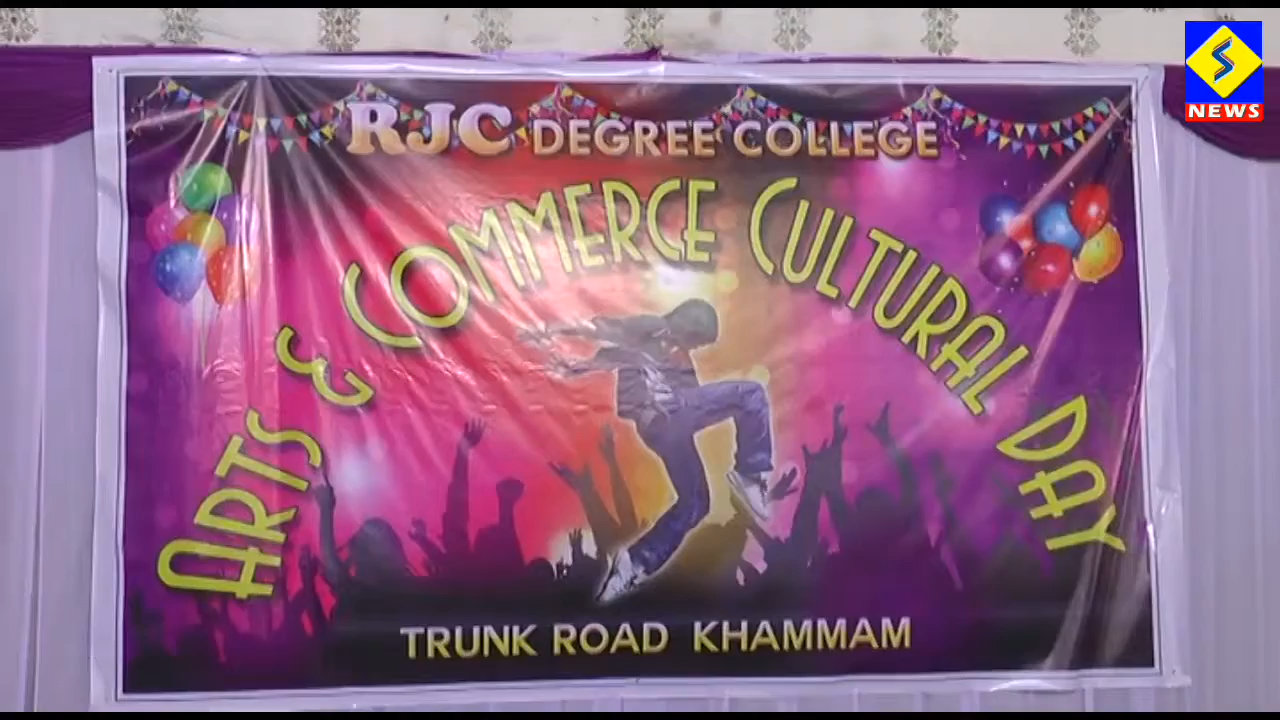 S
NEWS
RJC DEGREE COLLEGE
ARTS & COMMERCE CULTURAL DAY
TRUNK ROAD KHAMMAM